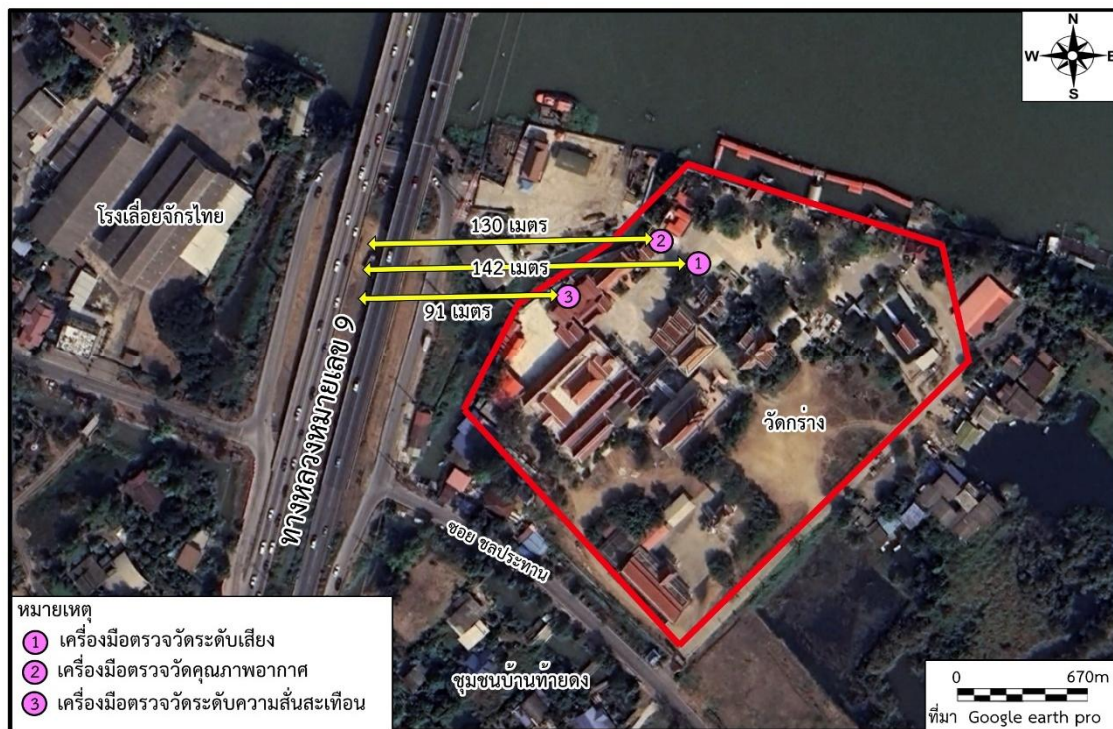 N
W E
S
โรงเลื่อยจักรไทย
130 เมตร
2
142 เมตร
1
91 เมตร
3
ทางหลวงหมายเลข 9
วัดกร่าง
ซอย ชลประทาน
ชุมชนบ้านท้ายดง
หมายเหตุ
1 เครื่องมือตรวจวัดระดับเสียง
2 เครื่องมือตรวจวัดคุณภาพอากาศ
3 เครื่องมือตรวจวัดระดับความสั่นสะเทือน
0 670m
ที่มา Google earth pro